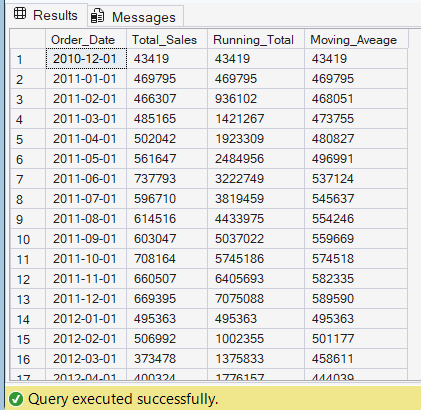 Results Messages
Order_Date Total_Sales Running_Total Moving_Aveage
1 2010-12-01 43419 43419 43419
2 2011-01-01 469795 469795 469795
3 2011-02-01 466307 936102 468051
4 2011-03-01 485165 1421267 473755
5 2011-04-01 502042 1923309 480827
6 2011-05-01 561647 2484956 496991
7 2011-06-01 737793 3222749 537124
8 2011-07-01 596710 3819459 545637
9 2011-08-01 614516 4433975 554246
10 2011-09-01 603047 5037022 559669
11 2011-10-01 708164 5745186 574518
12 2011-11-01 660507 6405693 582335
13 2011-12-01 669395 7075088 589590
14 2012-01-01 495363 495363 495363
15 2012-02-01 506992 1002355 501177
16 2012-03-01 373478 1375833 458611
17 2012-04-01 400324 1776157 444039
Query executed successfully.